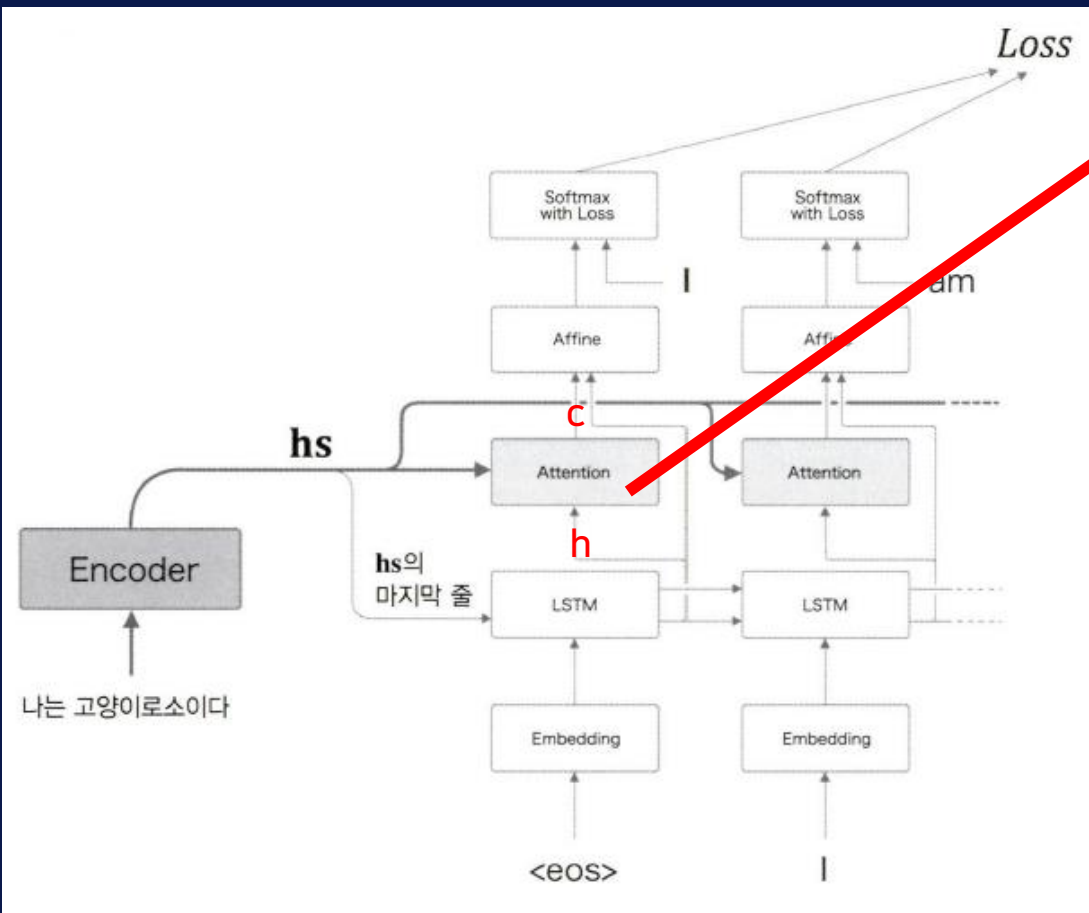 Loss
Softmax
with Loss
Softmax
with Loss
I
am
Affine
Affine
c
hs
Attention
Attention
h
Encoder
hs의
마지막 줄
LSTM
LSTM
나는 고양이로소이다
Embedding
Embedding
<eos>
I